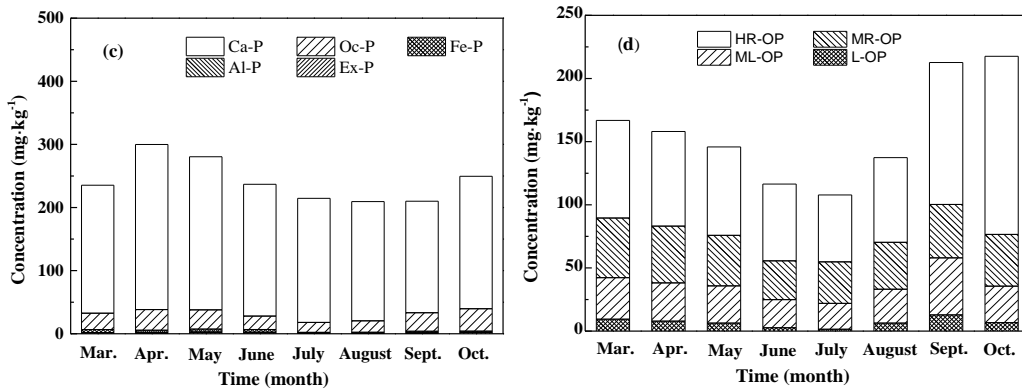 (c)
Ca-P Oc-P Fe-P
Al-P Ex-P
500
400
300
200
100
0
Concentration (mg·kg⁻¹)
Mar. Apr. May June July August Sept. Oct.
Time (month)
(d)
HR-OP MR-OP
ML-OP L-OP
250
200
150
100
50
0
Concentration (mg·kg⁻¹)
Mar. Apr. May June July August Sept. Oct.
Time (month)